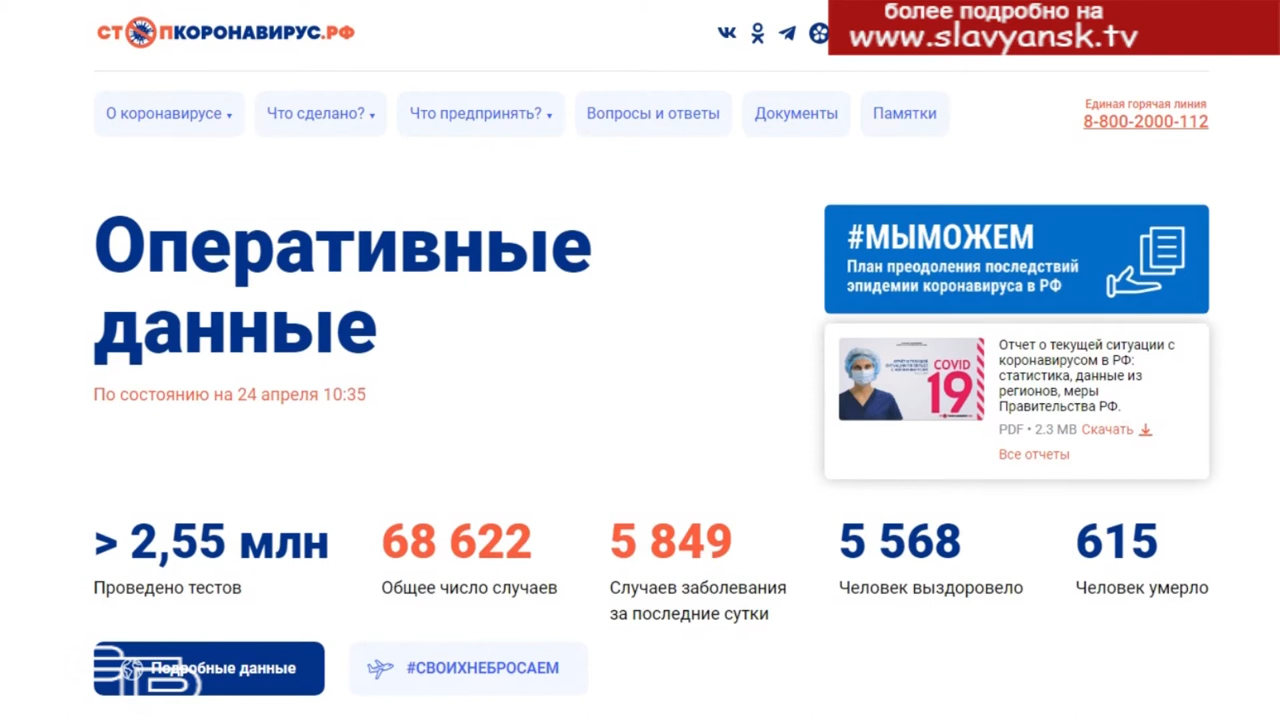 СТОПКОРОНАВИРУС.РФ
более подробно на
www.slavyansk.tv
О коронавирусе
Что сделано?
Что предпринять?
Вопросы и ответы
Документы
Памятки
Единая горячая линия
8-800-2000-112
Оперативные
данные
По состоянию на 24 апреля 10:35
#МЫМОЖЕМ
План преодоления последствий
эпидемии коронавируса в РФ
COVID
19
Отчет о текущей ситуации с
коронавирусом в РФ:
статистика, данные из
регионов, меры
Правительства РФ.
PDF • 2.3 MB Скачать
Все отчеты
> 2,55 млн
Проведено тестов
68 622
Общее число случаев
5 849
Случаев заболевания
за последние сутки
5 568
Человек выздоровело
615
Человек умерло
Подробные данные
#СВОИХНЕБРОСАЕМ